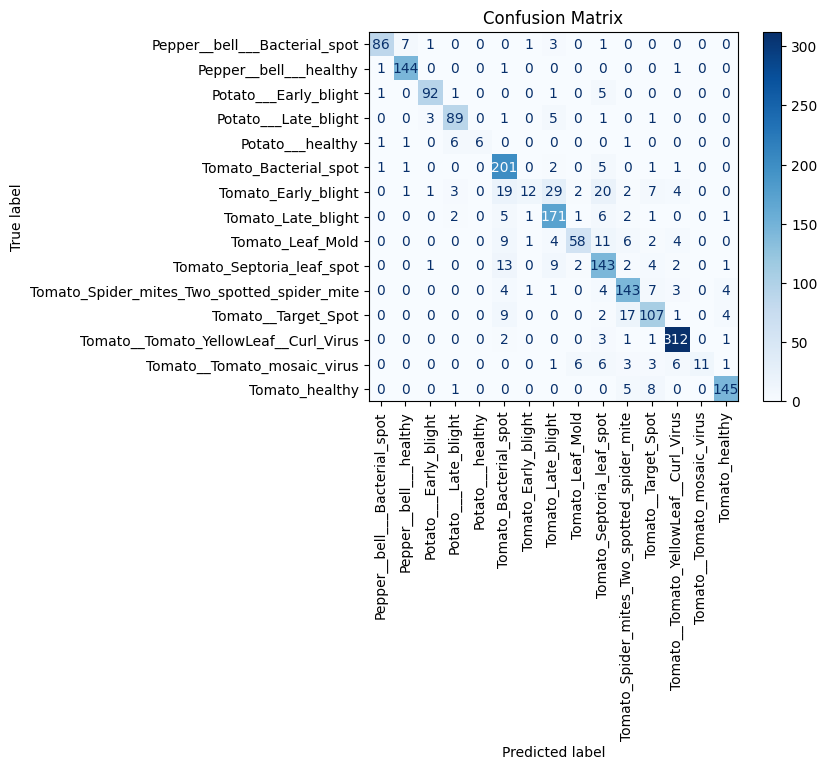 Confusion Matrix
Pepper__bell___Bacterial_spot 86 7 1 0 0 0 1 3 0 1 0 0 0 0 0
Pepper__bell___healthy 1 144 0 0 0 1 0 0 0 0 0 0 1 0 0
Potato___Early_blight 1 0 92 1 0 0 0 1 0 5 0 0 0 0 0
Potato___Late_blight 0 0 3 89 0 1 0 5 0 1 0 1 0 0 0
Potato___healthy 1 1 0 6 6 0 0 0 0 0 1 0 0 0 0
Tomato_Bacterial_spot 0 0 0 0 0 201 0 2 0 5 0 1 1 0 0
Tomato_Early_blight 0 1 1 3 0 19 12 29 2 20 2 7 4 0 0
Tomato_Late_blight 0 0 0 2 0 5 1 171 1 6 2 1 0 0 1
Tomato_Leaf_Mold 0 0 0 0 0 9 1 4 58 11 6 2 4 0 0
Tomato_Septoria_leaf_spot 0 0 1 0 0 13 0 9 2 143 2 4 2 0 1
Tomato_Spider_mites_Two_spotted_spider_mite 0 0 0 0 0 4 1 1 0 4 143 7 3 0 4
Tomato__Target_Spot 0 0 0 0 0 9 0 0 0 2 17 107 1 0 4
Tomato__Tomato_YellowLeaf__Curl_Virus 0 0 0 0 0 2 0 0 0 3 1 1 312 0 1
Tomato__Tomato_mosaic_virus 0 0 0 0 0 0 0 1 6 6 3 3 6 11 1
Tomato_healthy 0 0 0 1 0 0 0 0 0 0 5 8 0 0 145
True label
Pepper__bell___Bacterial_spot
Pepper__bell___healthy
Potato___Early_blight
Potato___Late_blight
Potato___healthy
Tomato_Bacterial_spot
Tomato_Early_blight
Tomato_Late_blight
Tomato_Leaf_Mold
Tomato_Septoria_leaf_spot
Tomato_Spider_mites_Two_spotted_spider_mite
Tomato__Target_Spot
Tomato__Tomato_YellowLeaf__Curl_Virus
Tomato__Tomato_mosaic_virus
Tomato_healthy
Predicted label
300
250
200
150
100
50
0